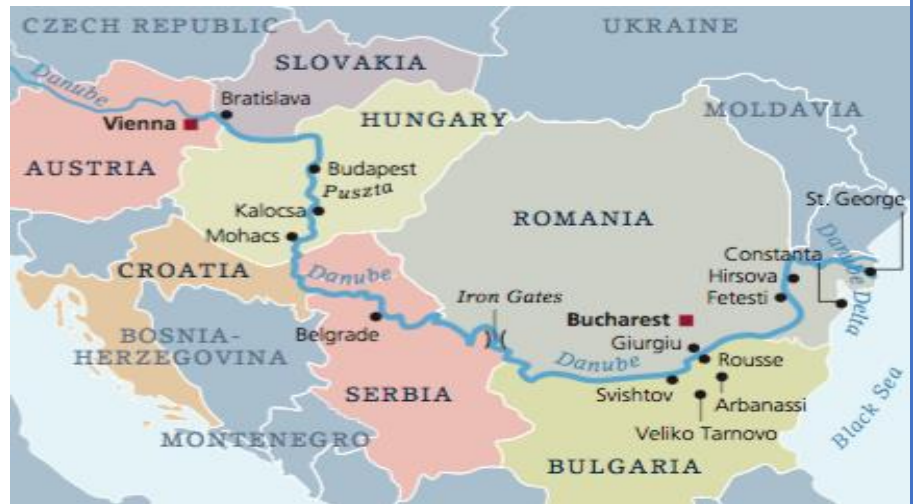 CZECH REPUBLIC
UKRAINE
SLOVAKIA
Danube
Bratislava
MOLDAVIA
Vienna
HUNGARY
AUSTRIA
Budapest
Puszta
St. George
Kalocsa
ROMANIA
Mohacs
Constanta
CROATIA
Danube
Hirsova
Danube Delta
Iron Gates
Fetesti
BOSNIA-
HERZEGOVINA
Belgrade
Bucharest
Giurgiu
Danube
Rousse
SERBIA
Svishtov
Arbanassi
Black Sea
MONTENEGRO
Veliko Tarnovo
BULGARIA